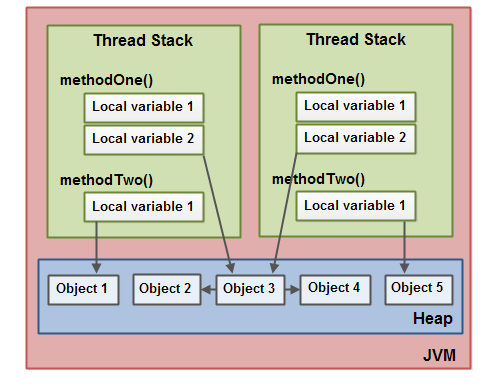 Thread Stack
methodOne()
Local variable 1
Local variable 2
methodTwo()
Local variable 1
Thread Stack
methodOne()
Local variable 1
Local variable 2
methodTwo()
Local variable 1
Object 1
Object 2
Object 3
Object 4
Object 5
Heap
JVM